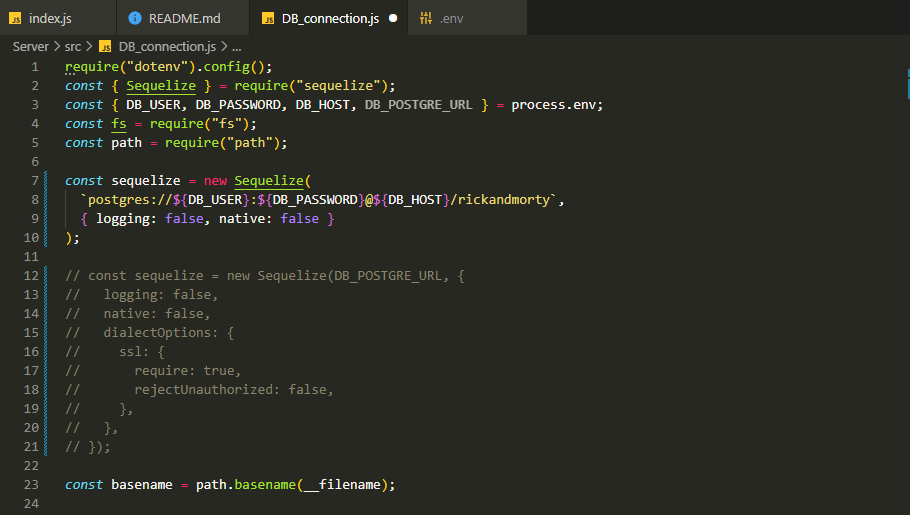 JS index.js README.md JS DB_connection.js .env
Server > src > JS DB_connection.js > ...
1 require("dotenv").config();
2 const { Sequelize } = require("sequelize");
3 const { DB_USER, DB_PASSWORD, DB_HOST, DB_POSTGRE_URL } = process.env;
4 const fs = require("fs");
5 const path = require("path");
6
7 const sequelize = new Sequelize(
8   `postgres://${DB_USER}:${DB_PASSWORD}@${DB_HOST}/rickandmorty`,
9   { logging: false, native: false }
10 );
11
12 // const sequelize = new Sequelize(DB_POSTGRE_URL, {
13 //   logging: false,
14 //   native: false,
15 //   dialectOptions: {
16 //     ssl: {
17 //       require: true,
18 //       rejectUnauthorized: false,
19 //     },
20 //   },
21 // });
22
23 const basename = path.basename(__filename);
24